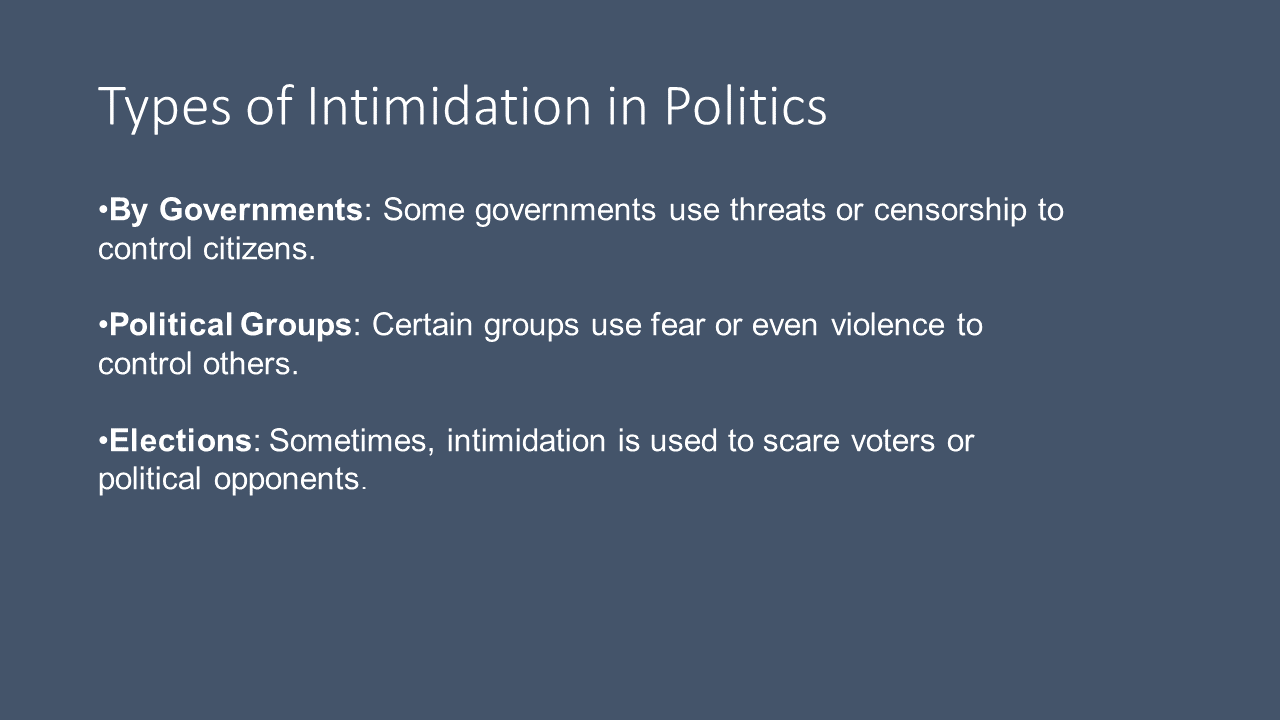 Types of Intimidation in Politics
•By Governments: Some governments use threats or censorship to
control citizens.
•Political Groups: Certain groups use fear or even violence to
control others.
•Elections: Sometimes, intimidation is used to scare voters or
political opponents.